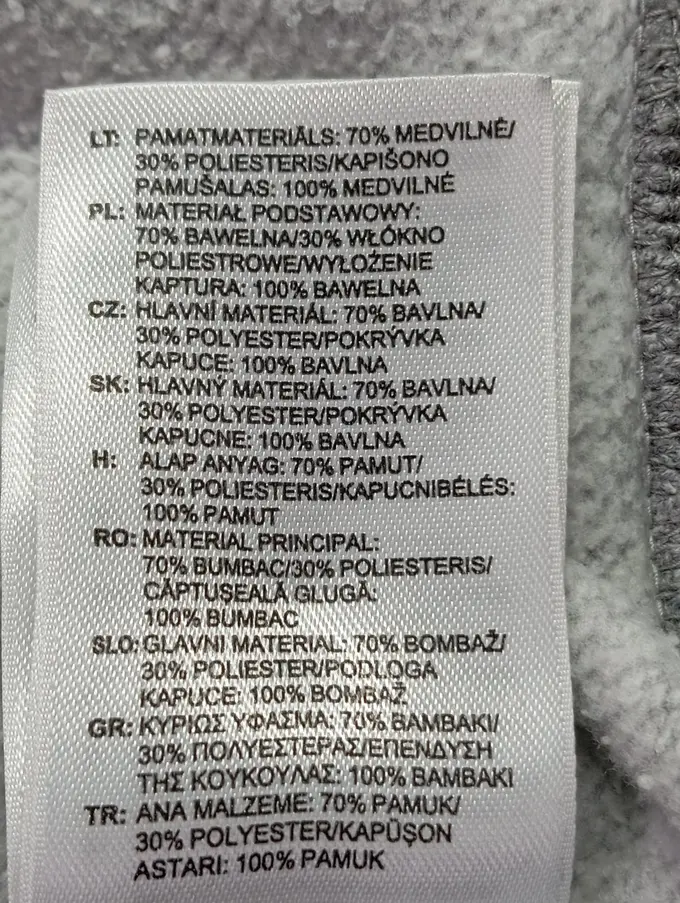 LT: PAMATMATERIĀLS: 70% MEDVILNĖ/
30% POLIESTERIS/KAPIŠONO
PAMUŠALAS: 100% MEDVILNĖ
PL: MATERIAŁ PODSTAWOWY:
70% BAWEŁNA/30% WŁÓKNO
POLIESTROWE/WYŁOŻENIE
KAPTURA: 100% BAWEŁNA
CZ: HLAVNÍ MATERIÁL: 70% BAVLNA/
30% POLYESTER/POKRÝVKA
KAPUCE: 100% BAVLNA
SK: HLAVNÝ MATERIÁL: 70% BAVLNA/
30% POLYESTER/POKRÝVKA
KAPUCNE: 100% BAVLNA
H: ALAP ANYAG: 70% PAMUT/
30% POLIESTERIS/KAPUCNIBÉLÉS:
100% PAMUT
RO: MATERIAL PRINCIPAL:
70% BUMBAC/30% POLIESTERIS/
CĂPTUSEALĂ GLUGĂ:
100% BUMBAC
SLO: GLAVNI MATERIAL: 70% BOMBAŽ/
30% POLIESTER/PODLOGA
KAPUCE: 100% BOMBAŽ
GR: ΚΥΡΙΩΣ ΥΦΑΣΜΑ: 70% ΒΑΜΒΑΚΙ/
30% ΠΟΛΥΕΣΤΕΡΑΣ/ΕΠΕΝΔΥΣΗ
ΤΗΣ ΚΟΥΚΟΥΛΑΣ: 100% ΒΑΜΒΑΚΙ
TR: ANA MALZEME: 70% PAMUK/
30% POLYESTER/KAPÜŞON
ASTARI: 100% PAMUK